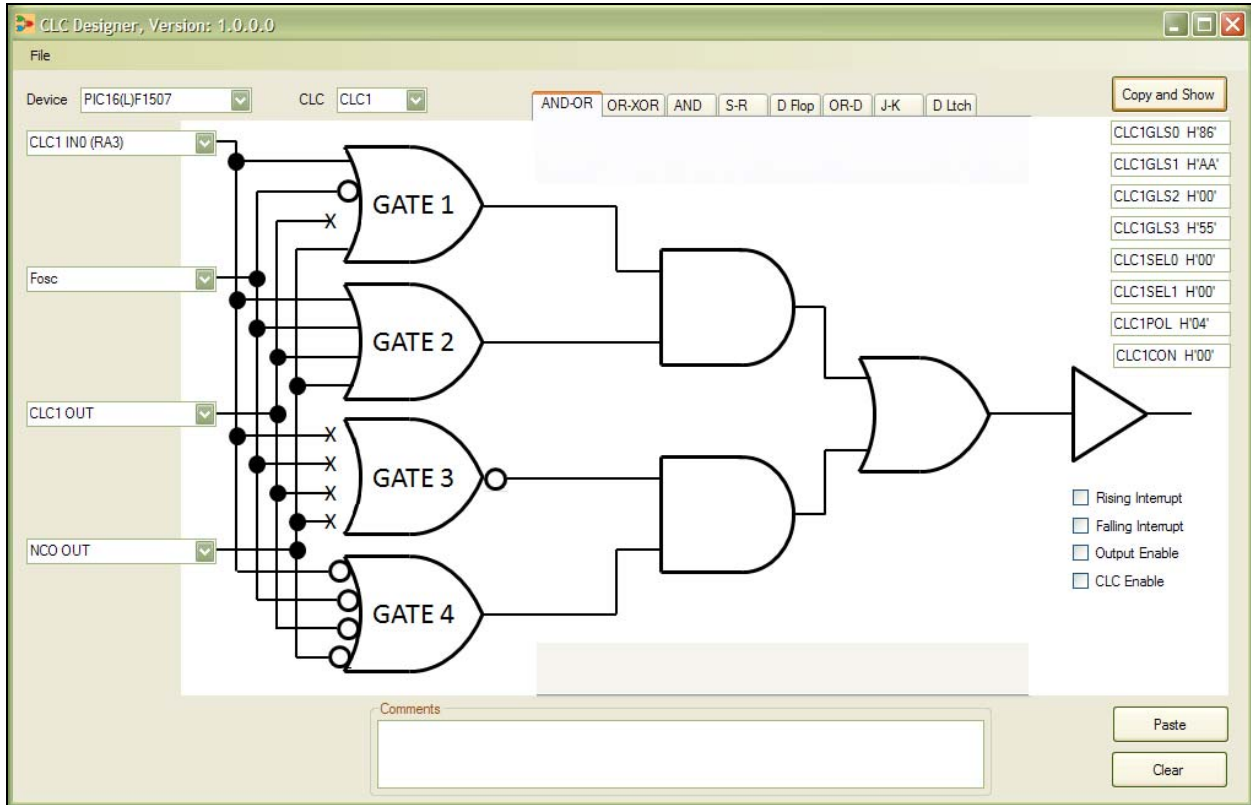 CLC Designer, Version: 1.0.0.0
File
Device PIC16(L)F1507 CLC CLC1
AND-OR OR-XOR AND S-R D Flop OR-D J-K D Ltch
Copy and Show
CLC1 IN0 (RA3)
Fosc
CLC1 OUT
NCO OUT
GATE 1
X
GATE 2
X
X
X
X
GATE 3
GATE 4
CLC1GLS0 H'86'
CLC1GLS1 H'AA'
CLC1GLS2 H'00'
CLC1GLS3 H'55'
CLC1SEL0 H'00'
CLC1SEL1 H'00'
CLC1POL H'04'
CLC1CON H'00'
Rising Interrupt
Falling Interrupt
Output Enable
CLC Enable
Comments
Paste
Clear